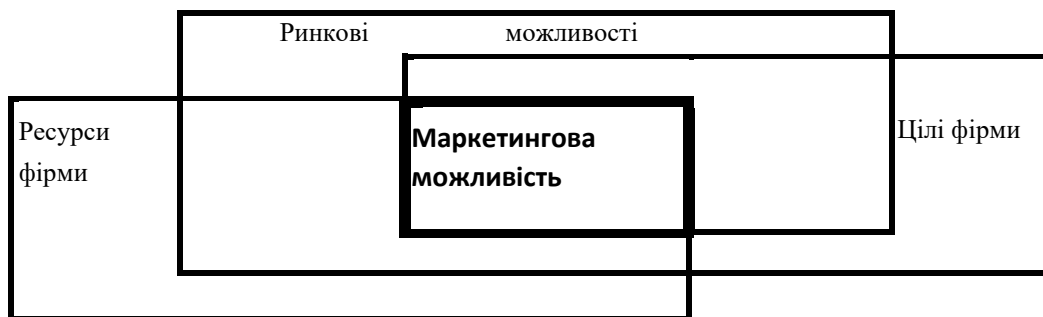 Ринкові можливості
Ресурси
фірми
Маркетингова
можливість
Цілі фірми